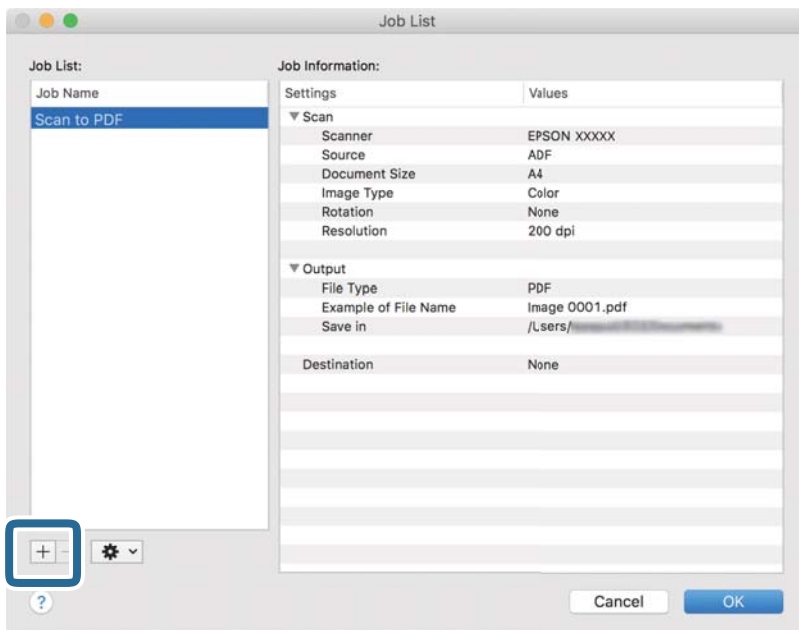 Job List
Job List:
Job Information:
Job Name
Scan to PDF
Settings Values
Scan
Scanner EPSON XXXXX
Source ADF
Document Size A4
Image Type Color
Rotation None
Resolution 200 dpi
Output
File Type PDF
Example of File Name Image 0001.pdf
Save in /Users/
Destination None
+ −
?
Cancel OK